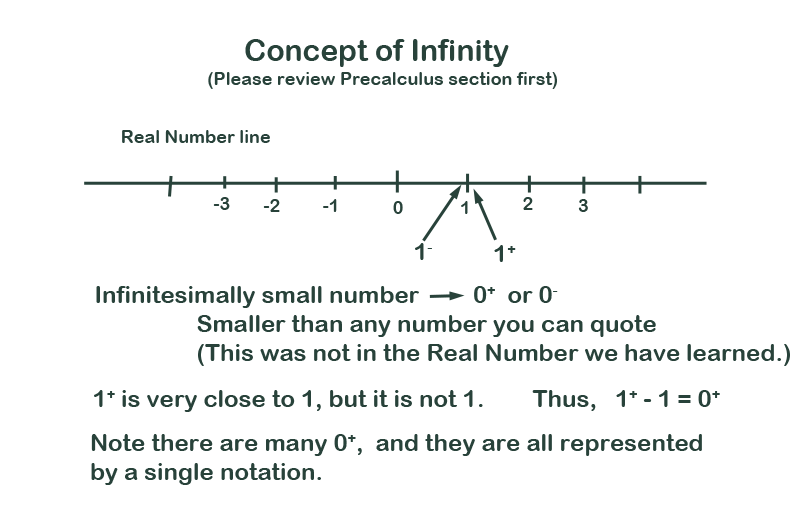 Concept of Infinity
(Please review Precalculus section first)
Real Number line
-3 -2 -1 0 1 2 3
1⁻ 1⁺
Infinitesimally small number → 0⁺ or 0⁻
Smaller than any number you can quote
(This was not in the Real Number we have learned.)
1⁺ is very close to 1, but it is not 1. Thus, 1⁺ - 1 = 0⁺
Note there are many 0⁺, and they are all represented
by a single notation.